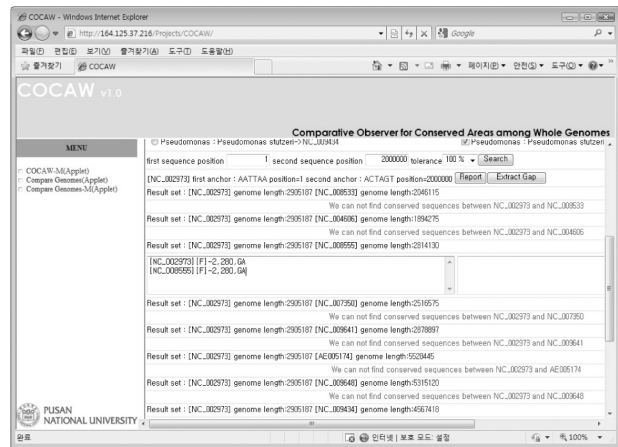 COCAW - Windows Internet Explorer
http://164.125.37.216/Projects/COCAW/
Google
파일(F) 편집(E) 보기(V) 즐겨찾기(A) 도구(T) 도움말(H)
즐겨찾기 COCAW
페이지(P) 안전(S) 도구(O)
COCAW v1.0
Comparative Observer for Conserved Areas among Whole Genomes
MENU
COCAW-M(Applet)
Compare Genomes(Applet)
Compare Genomes-M(Applet)
Pseudomonas : Pseudomonas stutzeri-> NC_009434 Pseudomonas : Pseudomonas stutzeri
first sequence position 1 second sequence position 2000000 tolerance 100 % Search
[NC_002973] first anchor : AATTAA position=1 second anchor : ACTAGT position=2000000 Report Extract Gap
Result set : [NC_002973] genome length:2905187 [NC_008533] genome length:2046115
We can not find conserved sequences between NC_002973 and NC_008533
Result set : [NC_002973] genome length:2905187 [NC_004606] genome length:1894275
We can not find conserved sequences between NC_002973 and NC_004606
Result set : [NC_002973] genome length:2905187 [NC_008555] genome length:2814130
[NC_002973][F]-2,280,GA
[NC_008555][F]-2,280,GA
Result set : [NC_002973] genome length:2905187 [NC_007350] genome length:2516575
We can not find conserved sequences between NC_002973 and NC_007350
Result set : [NC_002973] genome length:2905187 [NC_009641] genome length:2878897
We can not find conserved sequences between NC_002973 and NC_009641
Result set : [NC_002973] genome length:2905187 [AE005174] genome length:5528445
We can not find conserved sequences between NC_002973 and AE005174
Result set : [NC_002973] genome length:2905187 [NC_009648] genome length:5315120
We can not find conserved sequences between NC_002973 and NC_009648
Result set : [NC_002973] genome length:2905187 [NC_009434] genome length:4567418
PUSAN
NATIONAL UNIVERSITY
완료 인터넷 | 보호 모드: 설정 100%